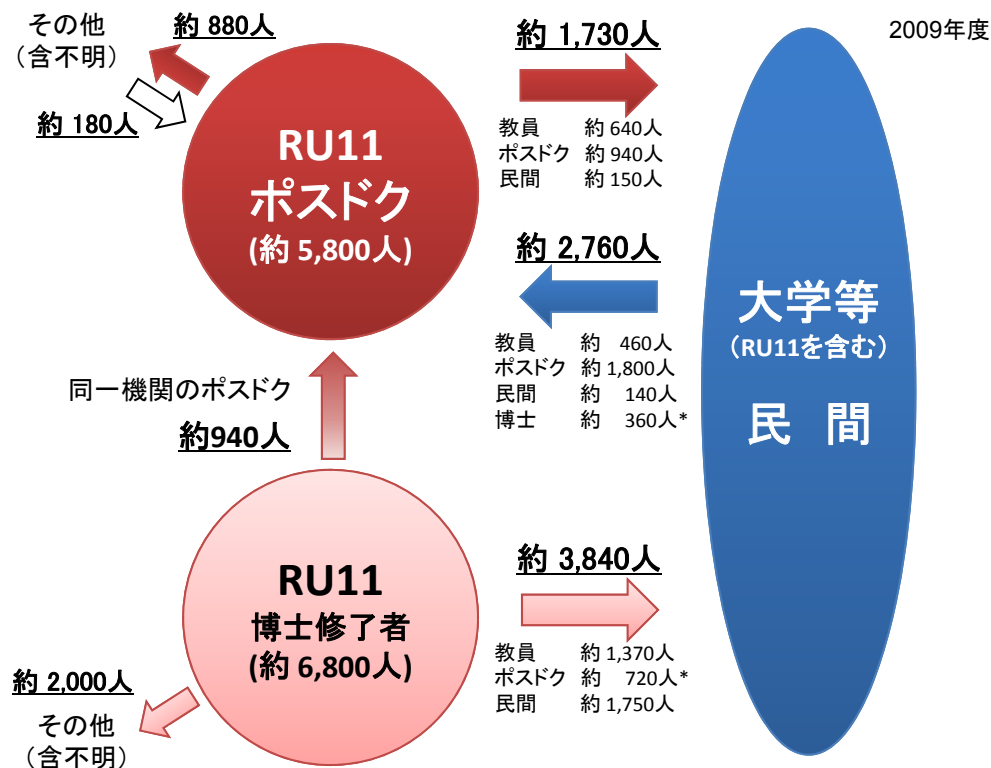 2009年度
その他
（含不明）
約 880人
約 180人
RU11
ポスドク
(約 5,800人)
約 1,730人
教員 約 640人
ポスドク 約 940人
民間 約 150人
約 2,760人
教員 約 460人
ポスドク 約 1,800人
民間 約 140人
博士 約 360人*
大学等
（RU11を含む）
民 間
同一機関のポスドク
約940人
RU11
博士修了者
(約 6,800人)
約 3,840人
教員 約 1,370人
ポスドク 約 720人*
民間 約 1,750人
約 2,000人
その他
（含不明）